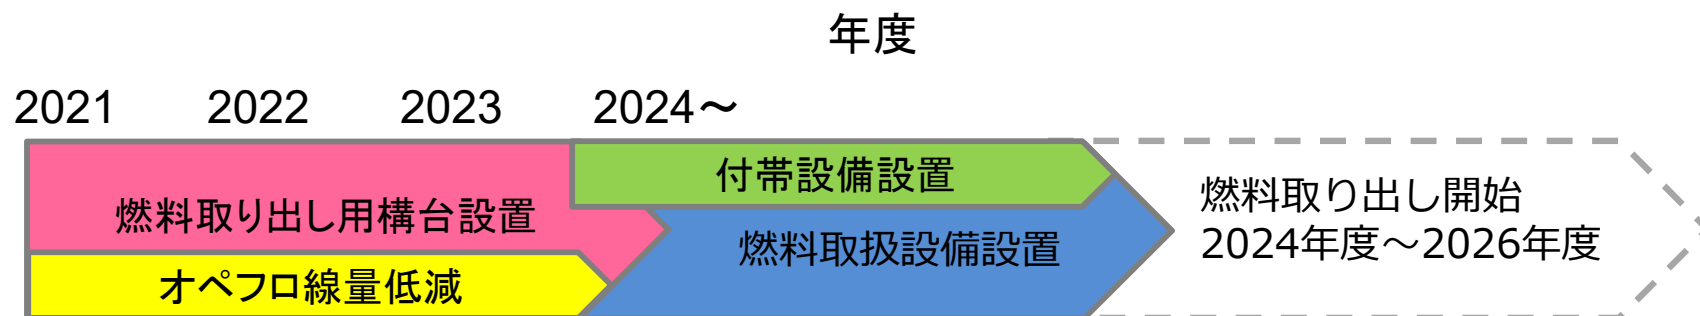 年度
2021 2022 2023 2024～
付帯設備設置
燃料取り出し用構台設置
燃料取扱設備設置
オペフロ線量低減
燃料取り出し開始
2024年度～2026年度